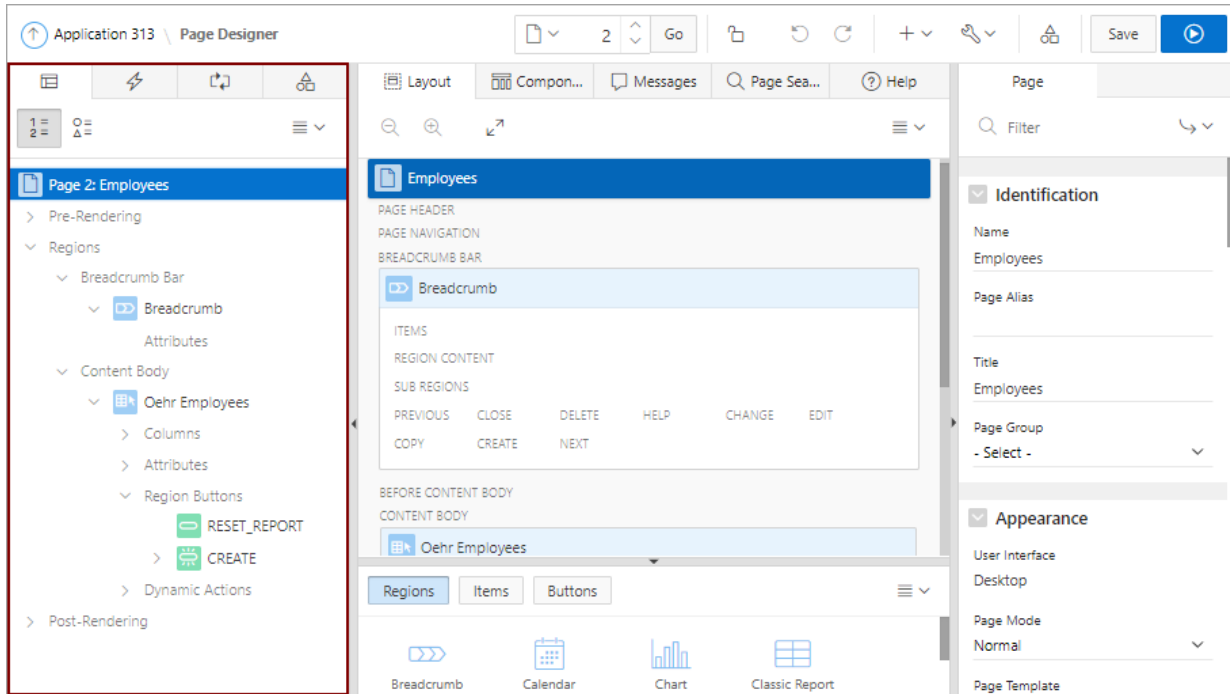 Application 313 \ Page Designer
2
Go
Save
Layout
Compon...
Messages
Page Sea...
Help
Page
Filter
Page 2: Employees
Pre-Rendering
Regions
Breadcrumb Bar
Breadcrumb
Attributes
Content Body
Oehr Employees
Columns
Attributes
Region Buttons
RESET_REPORT
CREATE
Dynamic Actions
Post-Rendering
Employees
PAGE HEADER
PAGE NAVIGATION
BREADCRUMB BAR
Breadcrumb
ITEMS
REGION CONTENT
SUB REGIONS
PREVIOUS CLOSE DELETE HELP CHANGE EDIT
COPY CREATE NEXT
BEFORE CONTENT BODY
CONTENT BODY
Oehr Employees
Regions Items Buttons
Breadcrumb Calendar Chart Classic Report
Identification
Name
Employees
Page Alias
Title
Employees
Page Group
- Select -
Appearance
User Interface
Desktop
Page Mode
Normal
Page Template